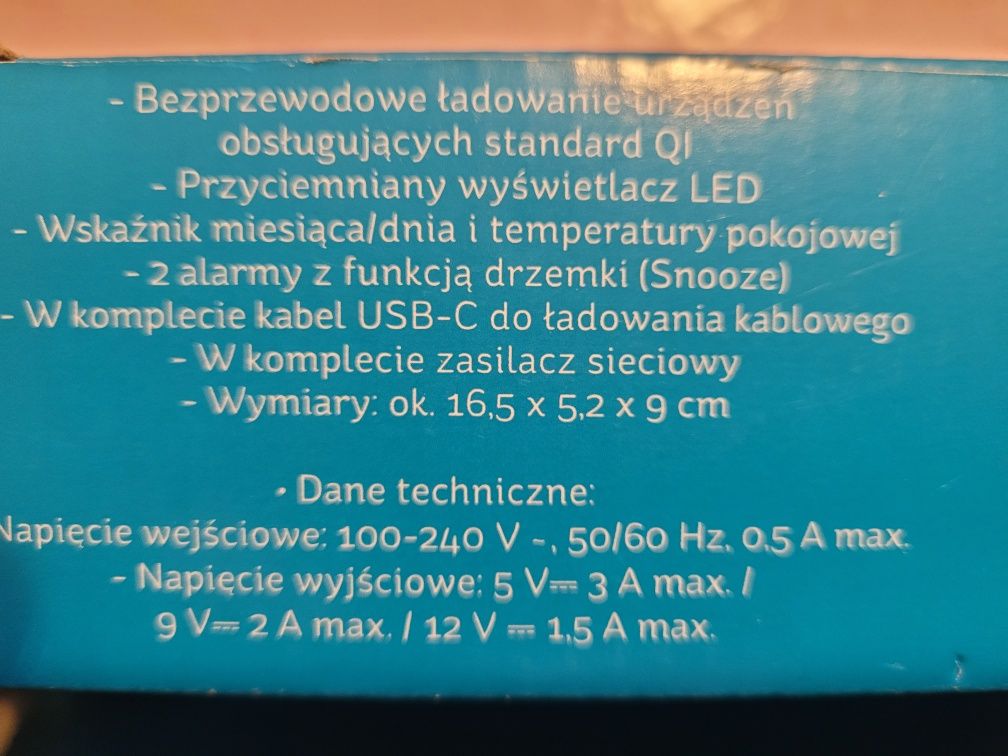 - Bezprzewodowe ładowanie urządzeń
obsługujących standard QI
- Przyciemniany wyświetlacz LED
- Wskaźnik miesiąca/dnia i temperatury pokojowej
- 2 alarmy z funkcją drzemki (Snooze)
- W komplecie kabel USB-C do ładowania kablowego
- W komplecie zasilacz sieciowy
- Wymiary: ok. 16,5 x 5,2 x 9 cm
• Dane techniczne:
Napięcie wejściowe: 100-240 V ~, 50/60 Hz, 0,5 A max.
- Napięcie wyjściowe: 5 V⎓ 3 A max. /
9 V⎓ 2 A max. / 12 V ⎓ 1,5 A max.